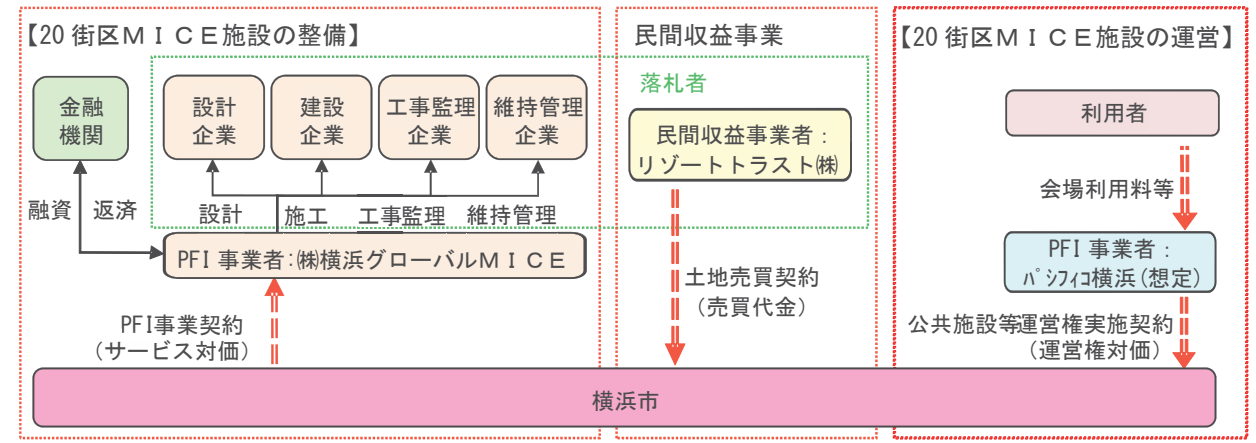 【20 街区ＭＩＣＥ施設の整備】
民間収益事業
【20 街区ＭＩＣＥ施設の運営】
落札者
金融
機関
設計
企業
建設
企業
工事監理
企業
維持管理
企業
民間収益事業者：
リゾートトラスト㈱
利用者
融資
返済
設計
施工
工事監理
維持管理
会場利用料等
PFI 事業者：㈱横浜グローバルＭＩＣＥ
PFI 事業者：
ﾊﾟｼﾌｨｺ横浜（想定）
土地売買契約
（売買代金）
PFI事業契約
（サービス対価）
公共施設等運営権実施契約
（運営権対価）
横浜市